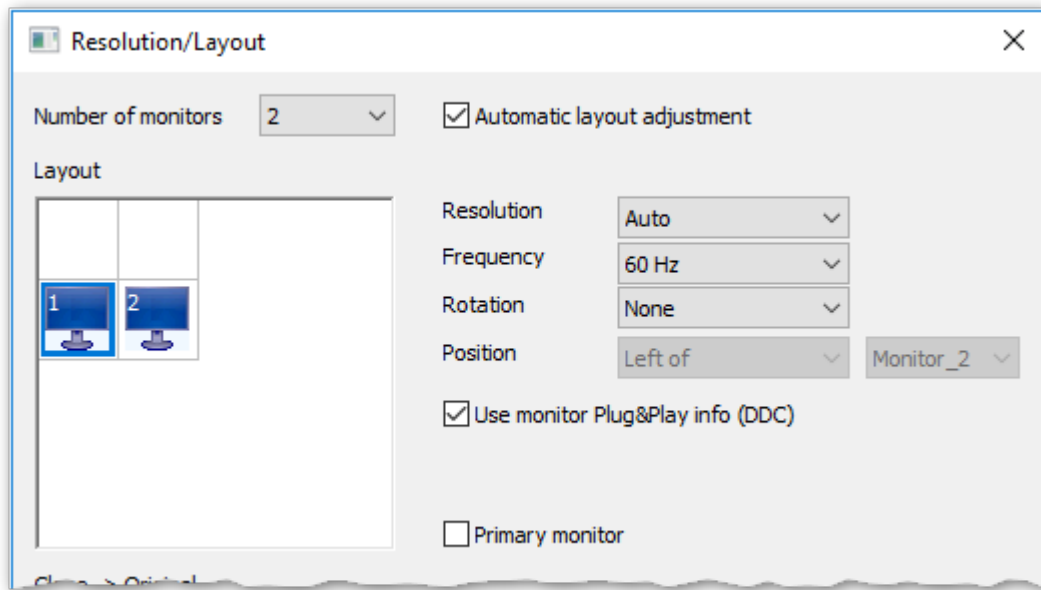 Resolution/Layout
Number of monitors 2
Automatic layout adjustment
Layout
1 2
Resolution Auto
Frequency 60 Hz
Rotation None
Position Left of Monitor_2
Use monitor Plug&Play info (DDC)
Primary monitor